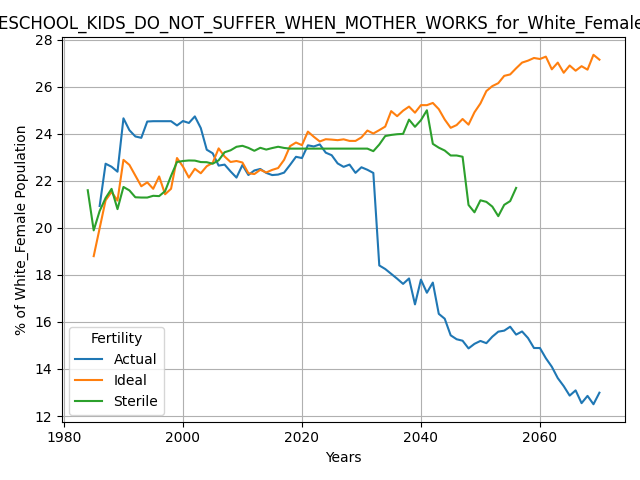 ESCHOOL_KIDS_DO_NOT_SUFFER_WHEN_MOTHER_WORKS_for_White_Female
28
26
24
22
20
18
16
14
12
% of White_Female Population
Fertility
Actual
Ideal
Sterile
1980 2000 2020 2040 2060
Years